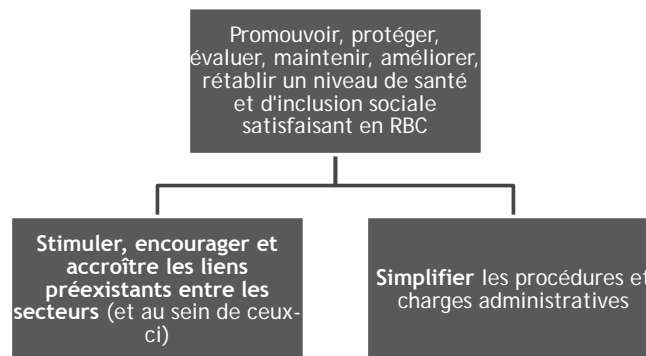 Promouvoir, protéger,
évaluer, maintenir, améliorer,
rétablir un niveau de santé
et d'inclusion sociale
satisfaisant en RBC
Stimuler, encourager et
accroître les liens
préexistants entre les
secteurs (et au sein de ceux-
ci)
Simplifier les procédures et
charges administratives